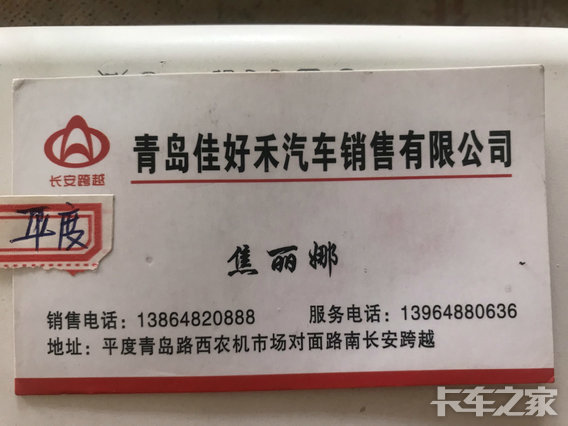 青岛佳好禾汽车销售有限公司
长安跨越
平度
焦丽娜
销售电话：13864820888 服务电话：13964880636
地址：平度青岛路西农机市场对面路南长安跨越
卡车之家